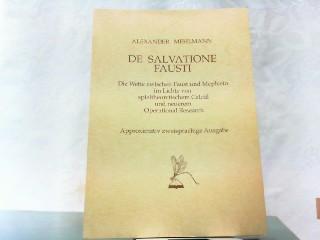 ALEXANDER MEHLMANN
DE SALVATIONE
FAUSTI
Die Wette zwischen Faust und Mephisto
im Lichte von
spieltheoretischem Calcül
und neuerem
Operational Research
Approximativ zweisprachige Ausgabe